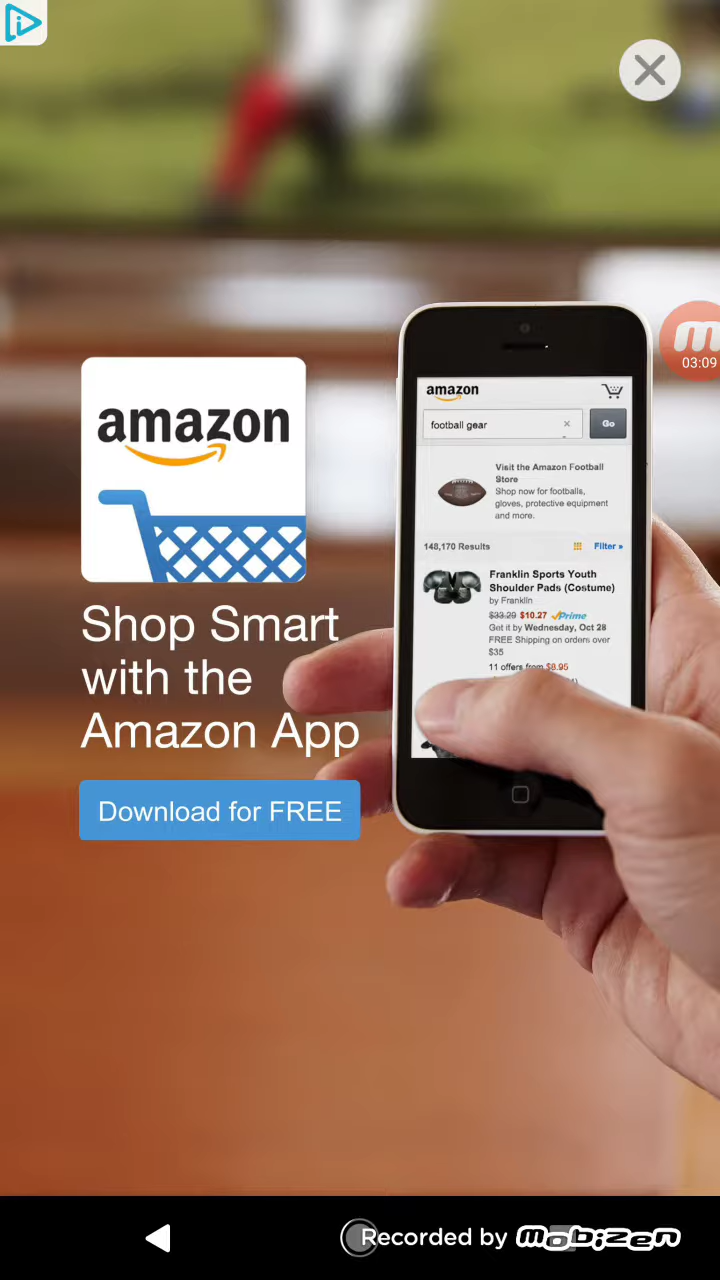 03:09
amazon
amazon
football gear
×
Go
Visit the Amazon Football
Store
Shop now for footballs,
gloves, protective equipment
and more.
148,170 Results
Filter »
Franklin Sports Youth
Shoulder Pads (Costume)
by Franklin
$33.29 $10.27 Prime
Get it by Wednesday, Oct 28
FREE Shipping on orders over
$35
11 offers from $8.95
Shop Smart
with the
Amazon App
Download for FREE
Recorded by Mobizen